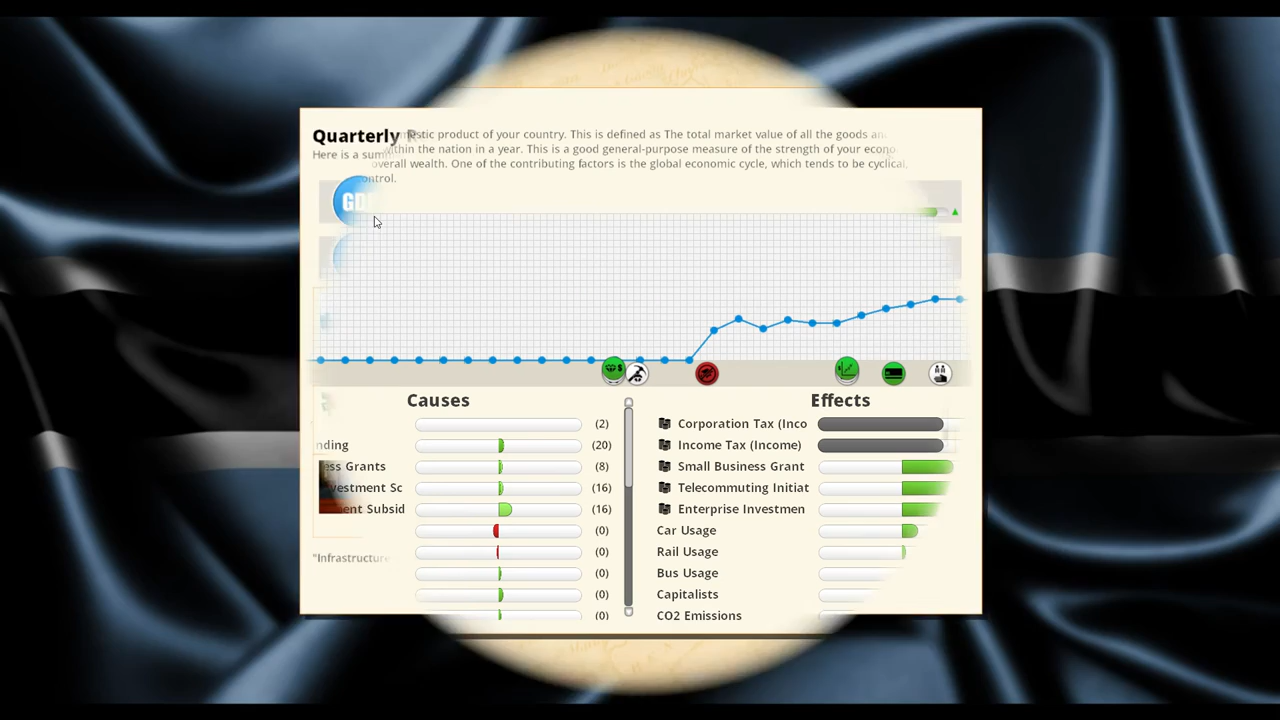 Quarterly
Here is a sum
product of your country. This is defined as The total market value of all the goods
within the nation in a year. This is a good general-purpose measure of the strength of your
overall wealth. One of the contributing factors is the global economic cycle, which tends to be cyclical,
ontrol.
GD
Causes
Effects
(2)
nding (20)
ess Grants (8)
vestment Sc (16)
ent Subsid (16)
(0)
(0)
(0)
(0)
(0)
Corporation Tax (Inco
Income Tax (Income)
Small Business Grant
Telecommuting Initiat
Enterprise Investmen
Car Usage
Rail Usage
Bus Usage
Capitalists
CO2 Emissions
"Infrastructure